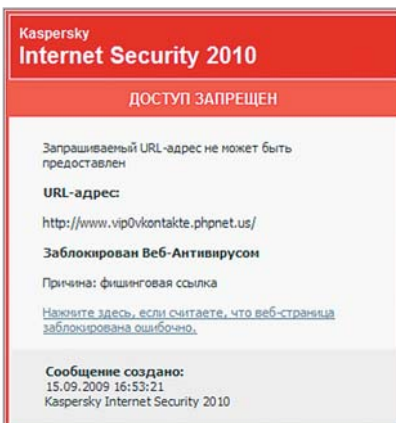 Kaspersky
Internet Security 2010
ДОСТУП ЗАПРЕЩЕН
Запрашиваемый URL-адрес не может быть
предоставлен
URL-адрес:
http://www.vip0vkontakte.phpnet.us/
Заблокирован Веб-Антивирусом
Причина: фишинговая ссылка
Нажмите здесь, если считаете, что веб-страница
заблокирована ошибочно.
Сообщение создано:
15.09.2009 16:53:21
Kaspersky Internet Security 2010